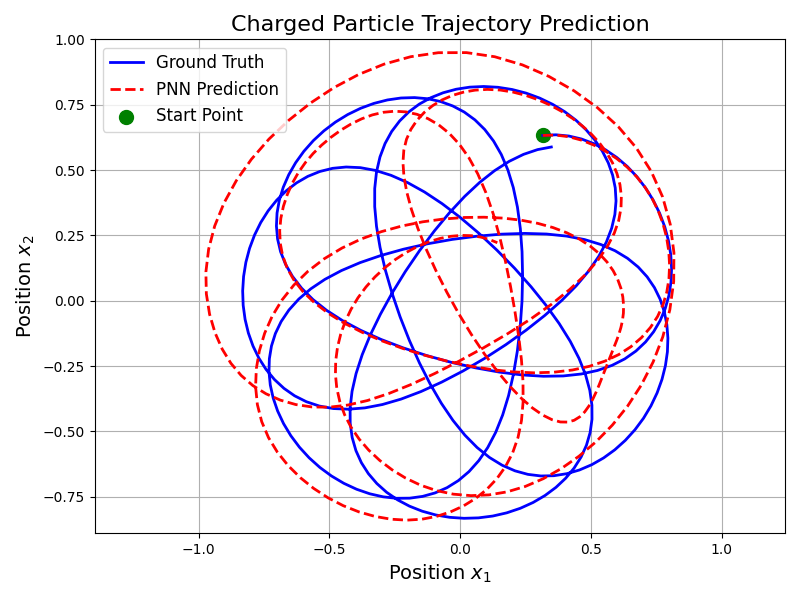 Charged Particle Trajectory Prediction
Ground Truth
PNN Prediction
Start Point
1.00
0.75
0.50
0.25
0.00
−0.25
−0.50
−0.75
Position x₂
−1.0 −0.5 0.0 0.5 1.0
Position x₁